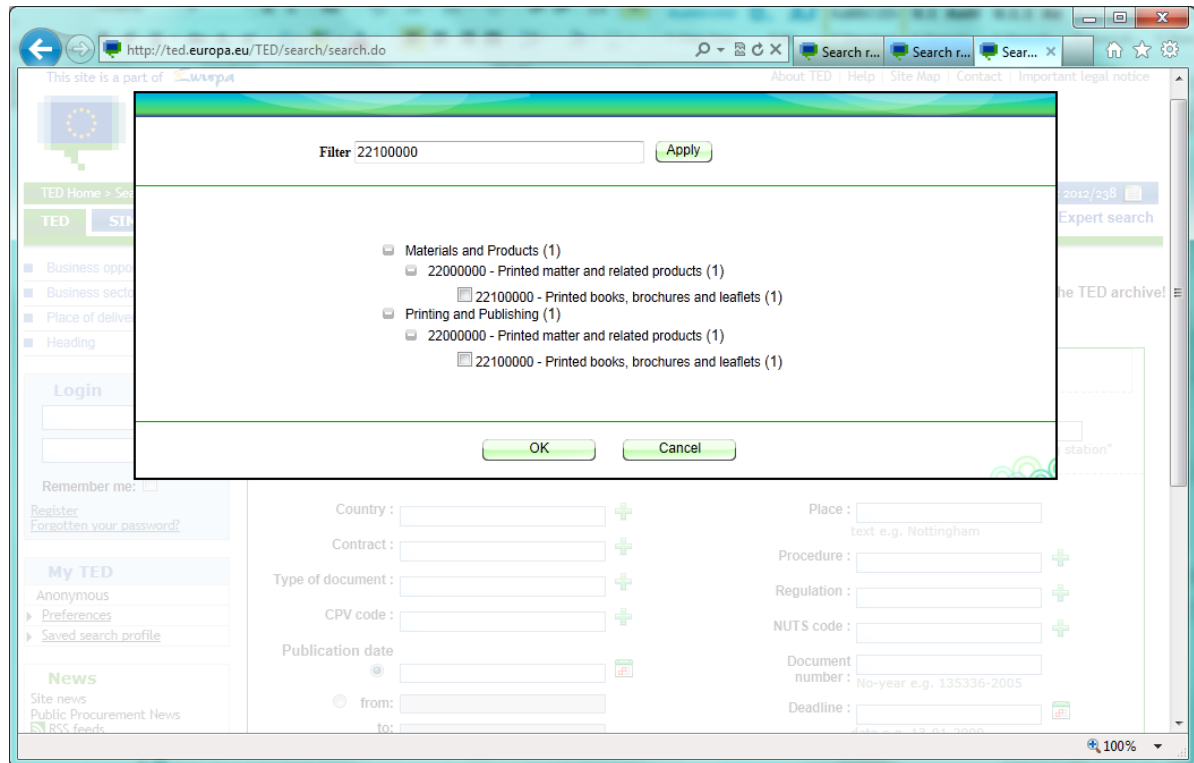 http://ted.europa.eu/TED/search/search.do
Search r...
Search r...
Sear...
This site is a part of Europa
About TED | Help | Site Map | Contact | Important legal notice
Filter 22100000
Apply
TED Home > Sea
2012/238
TED
SIM
Expert search
Materials and Products (1)
22000000 - Printed matter and related products (1)
22100000 - Printed books, brochures and leaflets (1)
Printing and Publishing (1)
22000000 - Printed matter and related products (1)
22100000 - Printed books, brochures and leaflets (1)
Business oppo
Business secto
he TED archive!
Place of delive
Heading
Login
OK
Cancel
station"
Remember me:
Register
Forgotten your password?
Country :
Place :
text e.g. Nottingham
Contract :
Procedure :
My TED
Type of document :
Anonymous
Regulation :
Preferences
CPV code :
Saved search profile
NUTS code :
Publication date
Document
number :
No-year e.g. 135336-2005
News
Site news
from:
Deadline :
Public Procurement News
RSS feeds
to:
100%